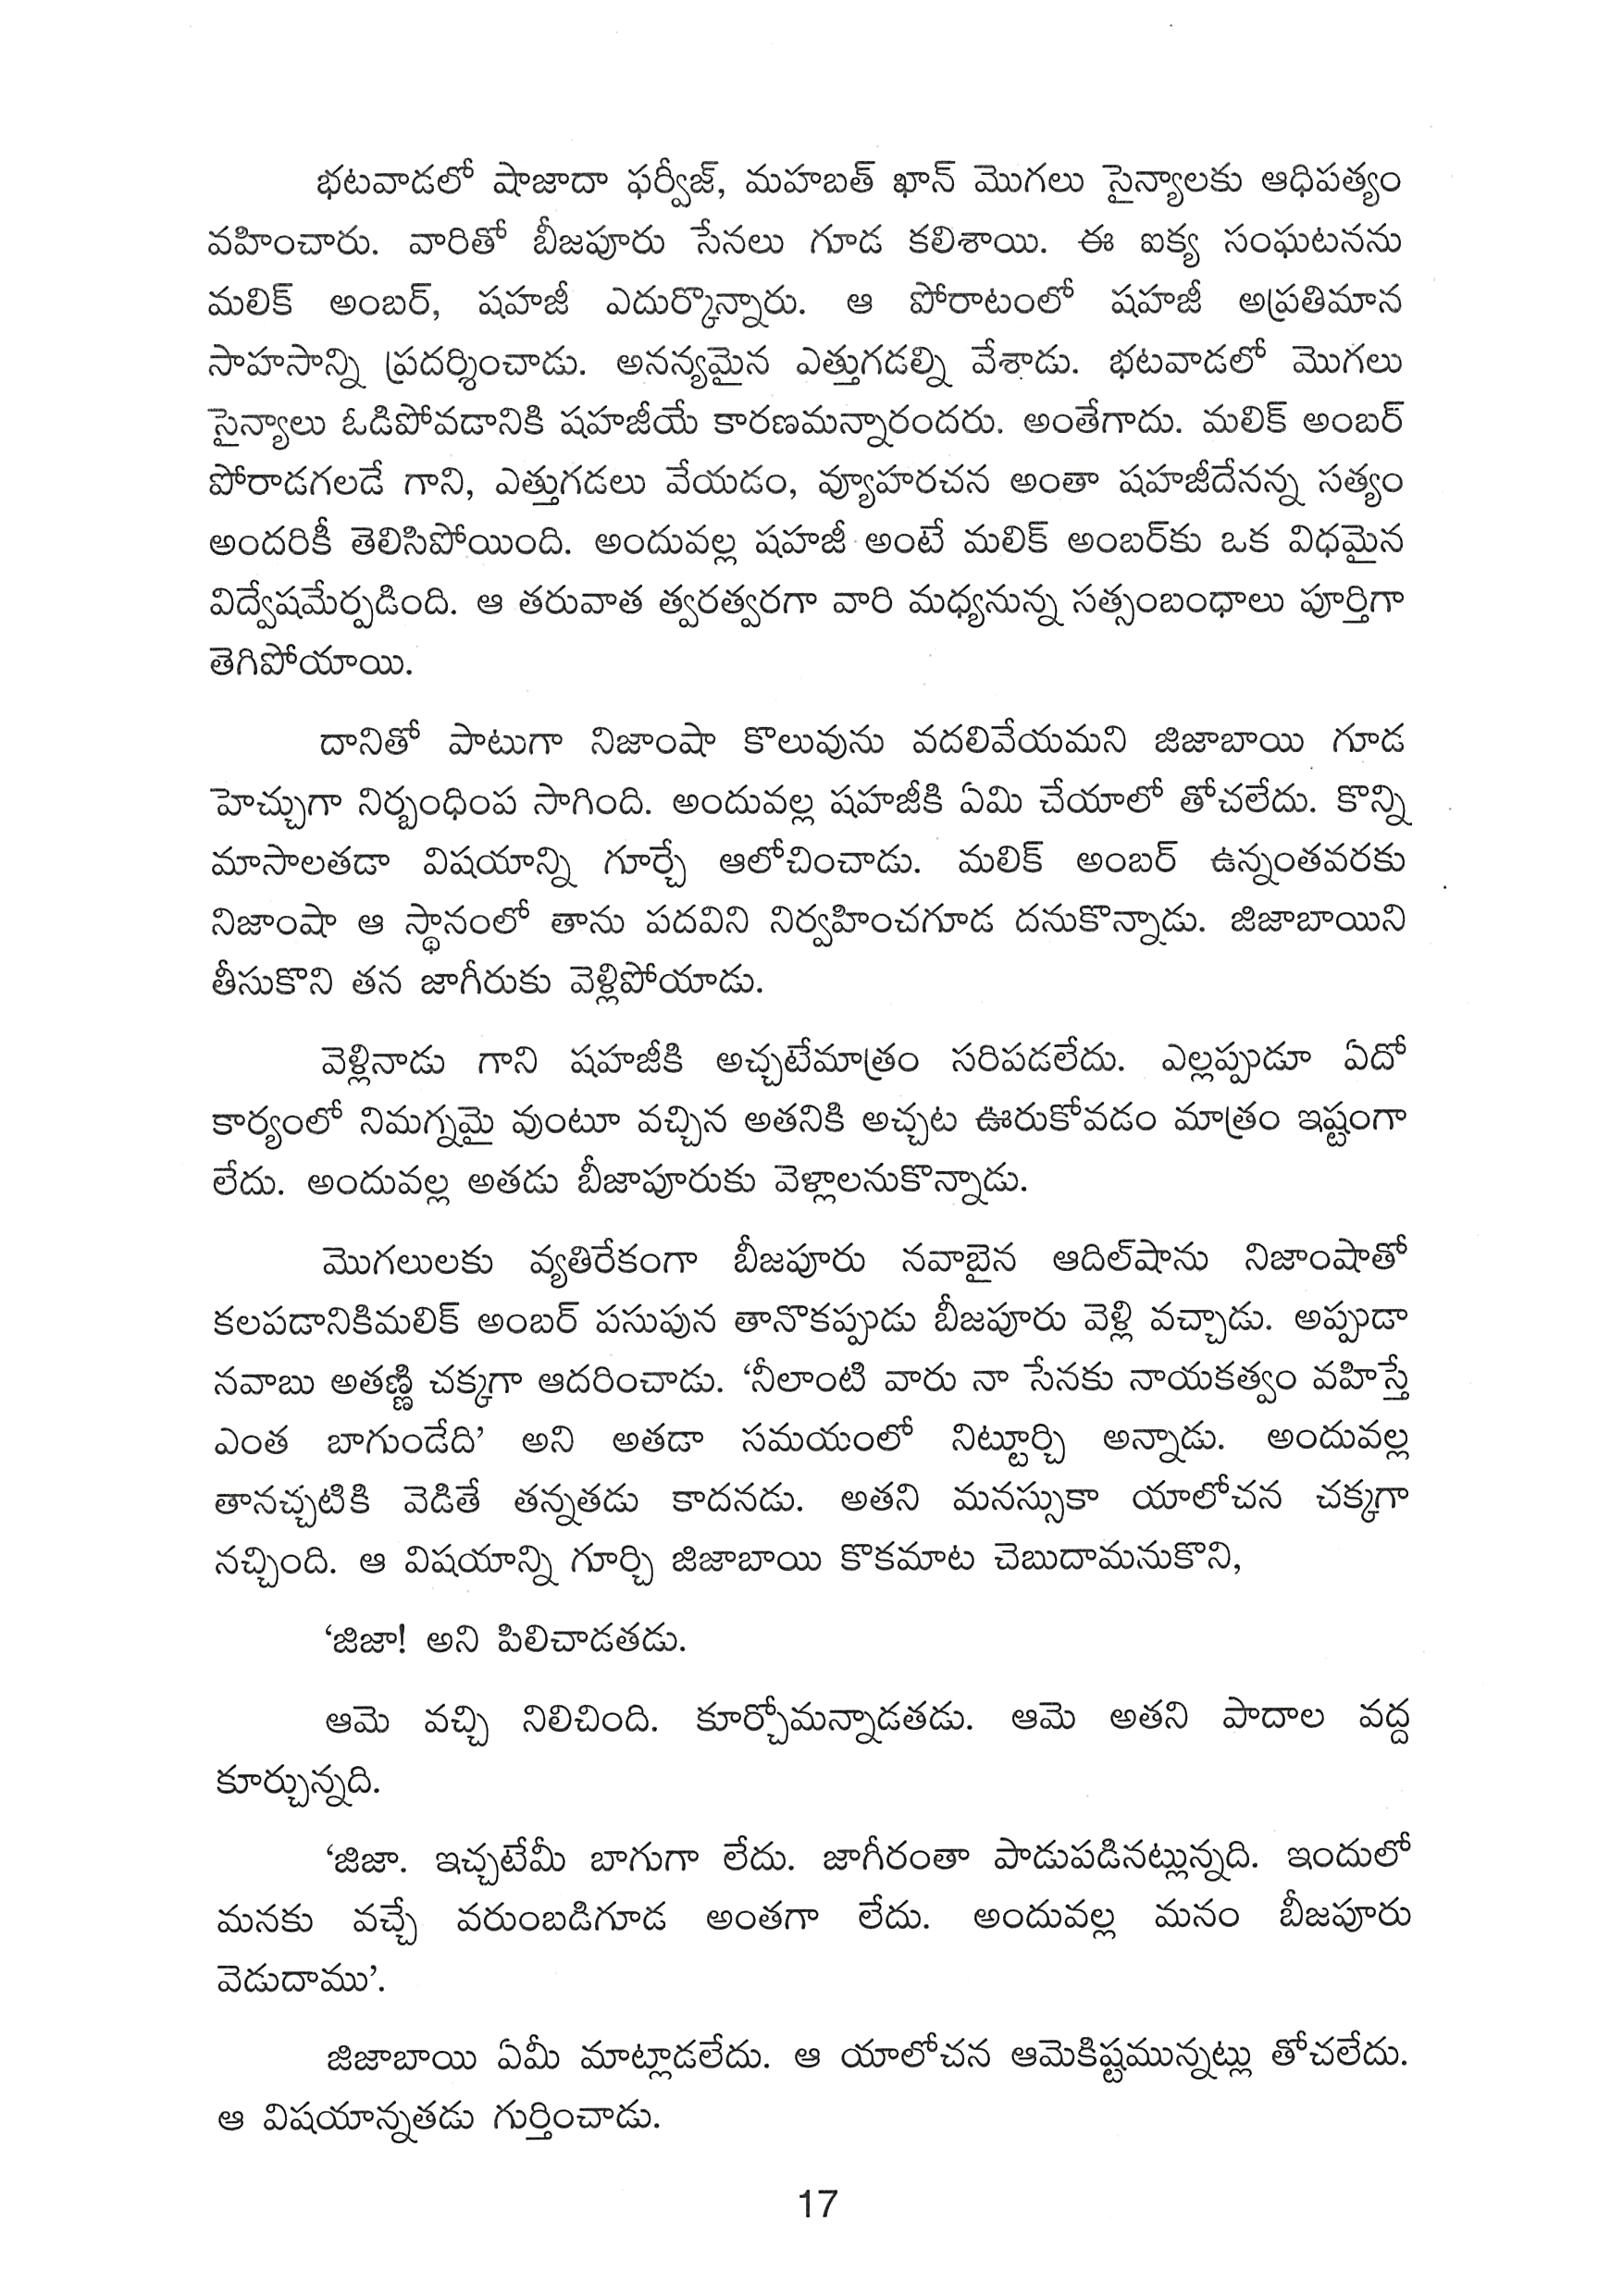 భటవాడలో షాజాదా ఫర్వీజ్, మహబత్ ఖాన్ మొగలు సైన్యాలకు ఆధిపత్యం
వహించారు. వారితో బీజపూరు సేనలు గూడ కలిశాయి. ఈ ఐక్య సంఘటనను
మలిక్ అంబర్, షహజీ ఎదుర్కొన్నారు. ఆ పోరాటంలో షహజీ అప్రతిమాన
సాహసాన్ని ప్రదర్శించాడు. అనన్యమైన ఎత్తుగడల్ని వేశాడు. భటవాడలో మొగలు
సైన్యాలు ఓడిపోవడానికి షహజీయే కారణమన్నారందరు. అంతేగాదు. మలిక్ అంబర్
పోరాడగలడే గాని, ఎత్తుగడలు వేయడం, వ్యూహరచన అంతా షహజీదేనన్న సత్యం
అందరికీ తెలిసిపోయింది. అందువల్ల షహజీ అంటే మలిక్ అంబర్‌కు ఒక విధమైన
విద్వేషమేర్పడింది. ఆ తరువాత త్వరత్వరగా వారి మధ్యనున్న సత్సంబంధాలు పూర్తిగా
తెగిపోయాయి.
దానితో పాటుగా నిజాంషా కొలువును వదలివేయమని జిజాబాయి గూడ
హెచ్చుగా నిర్బంధింప సాగింది. అందువల్ల షహజీకి ఏమి చేయాలో తోచలేదు. కొన్ని
మాసాలతడా విషయాన్ని గూర్చే ఆలోచించాడు. మలిక్ అంబర్ ఉన్నంతవరకు
నిజాంషా ఆ స్థానంలో తాను పదవిని నిర్వహించగూడ దనుకొన్నాడు. జిజాబాయిని
తీసుకొని తన జాగీరుకు వెళ్లిపోయాడు.
వెళ్లినాడు గాని షహజీకి అచ్చటేమాత్రం సరిపడలేదు. ఎల్లప్పుడూ ఏదో
కార్యంలో నిమగ్నమై వుంటూ వచ్చిన అతనికి అచ్చట ఊరుకోవడం మాత్రం ఇష్టంగా
లేదు. అందువల్ల అతడు బీజాపూరుకు వెళ్లాలనుకొన్నాడు.
మొగలులకు వ్యతిరేకంగా బీజపూరు నవాబైన ఆదిల్‌షాను నిజాంషాతో
కలపడానికిమలిక్ అంబర్ పసుపున తానొకప్పుడు బీజపూరు వెళ్లి వచ్చాడు. అప్పుడా
నవాబు అతణ్ణి చక్కగా ఆదరించాడు. ‘నీలాంటి వారు నా సేనకు నాయకత్వం వహిస్తే
ఎంత బాగుండేది’ అని అతడా సమయంలో నిట్టూర్చి అన్నాడు. అందువల్ల
తానచ్చటికి వెడితే తన్నతడు కాదనడు. అతని మనస్సుకా యాలోచన చక్కగా
నచ్చింది. ఆ విషయాన్ని గూర్చి జిజాబాయి కొకమాట చెబుదామనుకొని,
‘జిజా! అని పిలిచాడతడు.
ఆమె వచ్చి నిలిచింది. కూర్చోమన్నాడతడు. ఆమె అతని పాదాల వద్ద
కూర్చున్నది.
‘జిజా. ఇచ్చటేమీ బాగుగా లేదు. జాగీరంతా పాడుపడినట్లున్నది. ఇందులో
మనకు వచ్చే వరుంబడిగూడ అంతగా లేదు. అందువల్ల మనం బీజపూరు
వెడుదాము’.
జిజాబాయి ఏమీ మాట్లాడలేదు. ఆ యాలోచన ఆమెకిష్టమున్నట్లు తోచలేదు.
ఆ విషయాన్నతడు గుర్తించాడు.
17